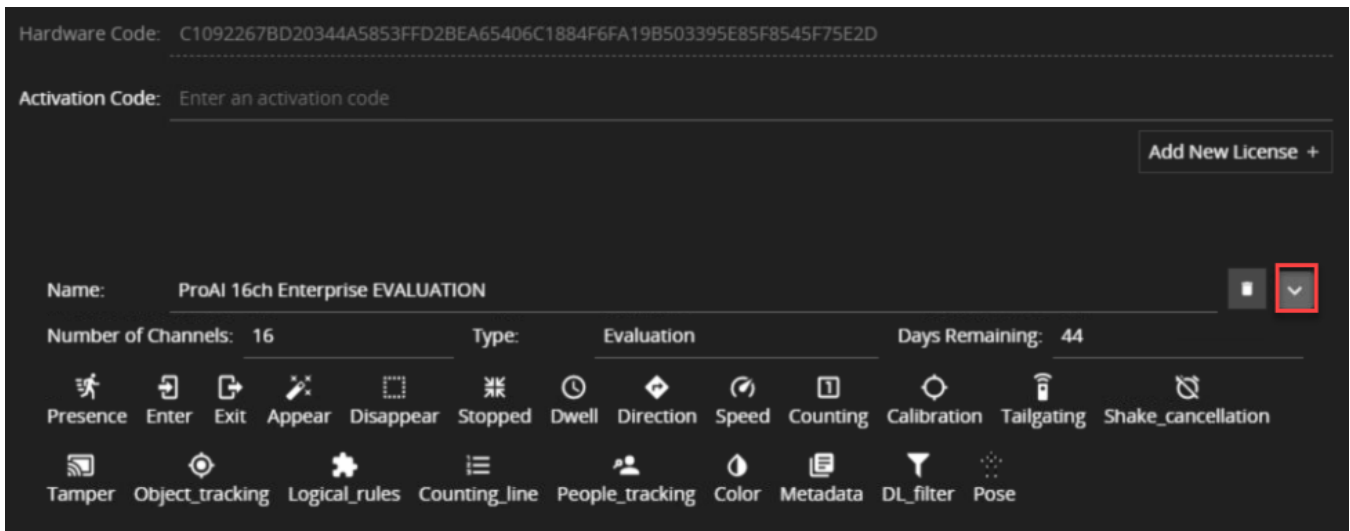 Hardware Code: C1092267BD20344A5853FFD2BEA65406C1884F6FA19B503395E85F8545F75E2D
Activation Code: Enter an activation code
Add New License +
Name: ProAI 16ch Enterprise EVALUATION
Number of Channels: 16 Type: Evaluation Days Remaining: 44
Presence Enter Exit Appear Disappear Stopped Dwell Direction Speed Counting Calibration Tailgating Shake_cancellation
Tamper Object_tracking Logical_rules Counting_line People_tracking Color Metadata DL_filter Pose